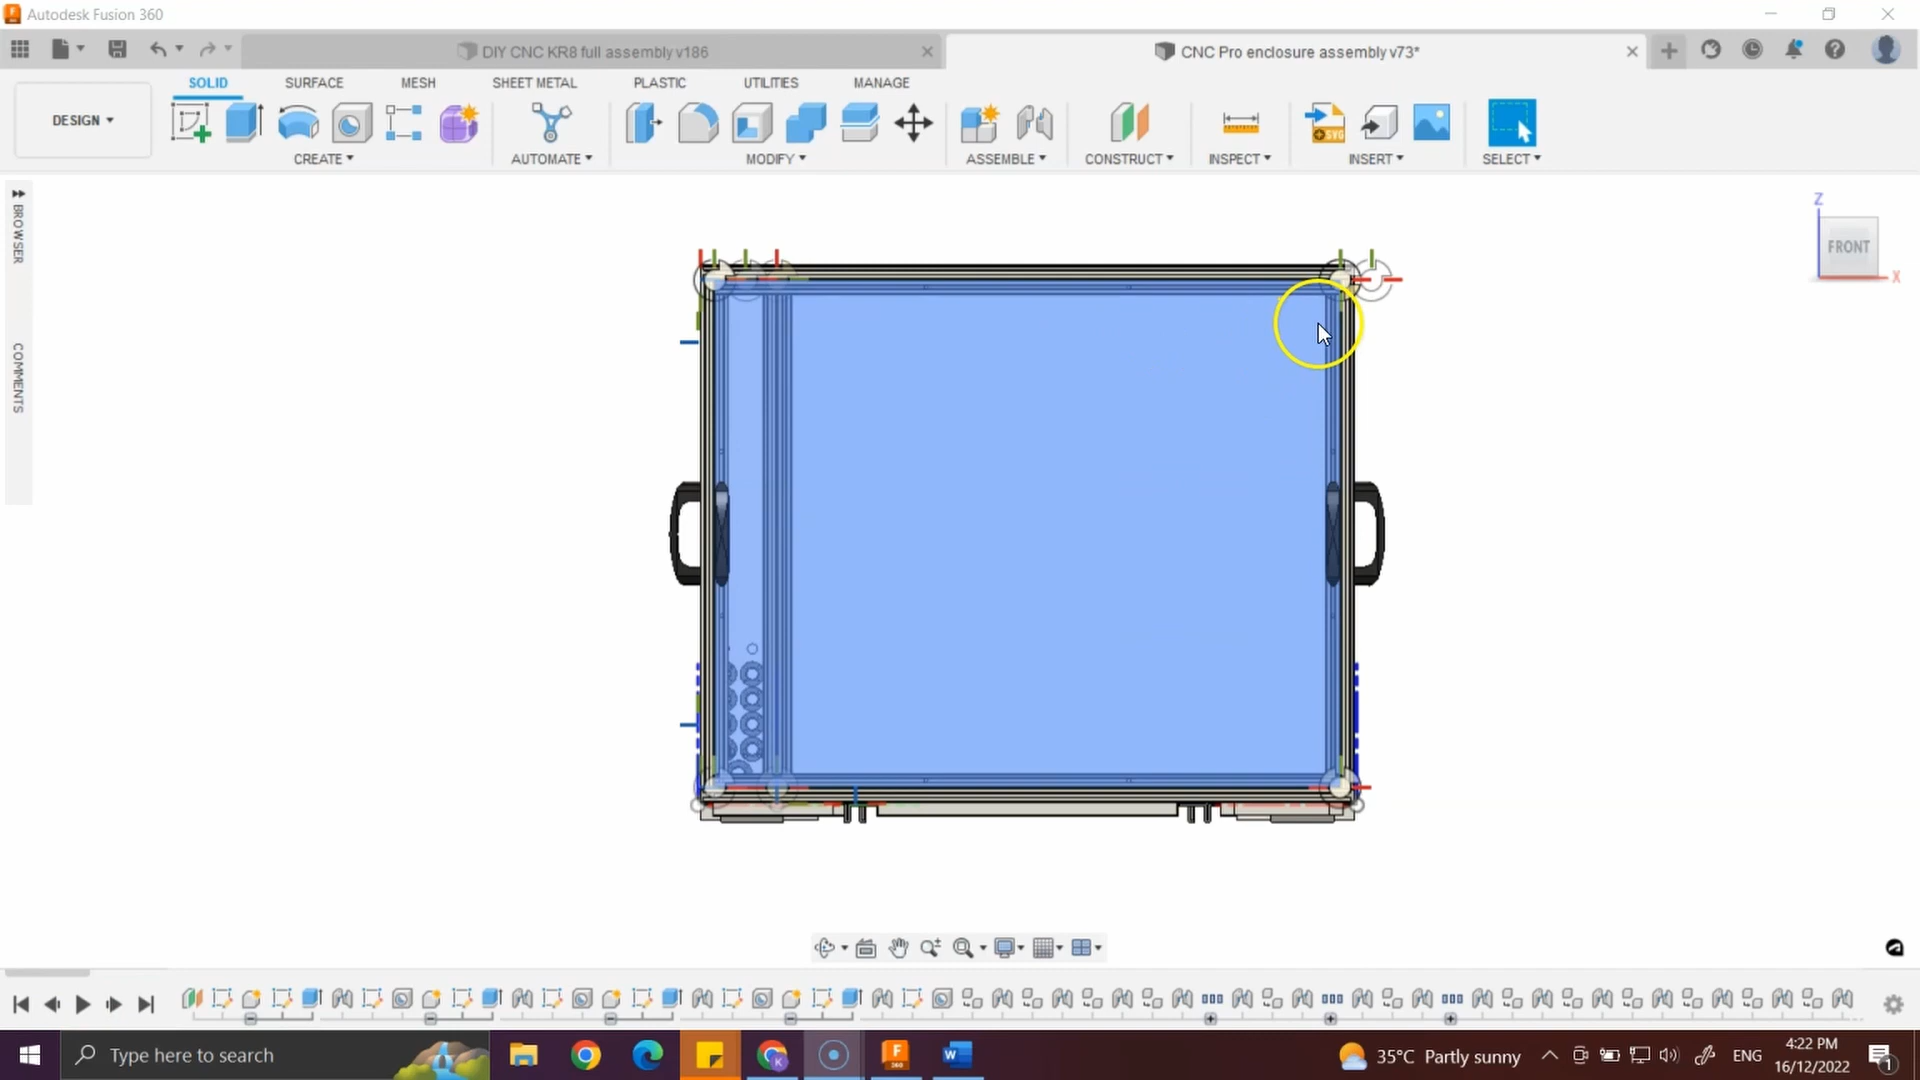 Autodesk Fusion 360
DIY CNC KR8 full assembly v186
CNC Pro enclosure assembly v73*
SOLID SURFACE MESH SHEET METAL PLASTIC UTILITIES MANAGE
DESIGN
CREATE AUTOMATE MODIFY ASSEMBLE CONSTRUCT INSPECT INSERT SELECT
SVG
BROWSER
COMMENTS
Z
FRONT
X
Type here to search
35°C Partly sunny
ENG
4:22 PM
16/12/2022
1